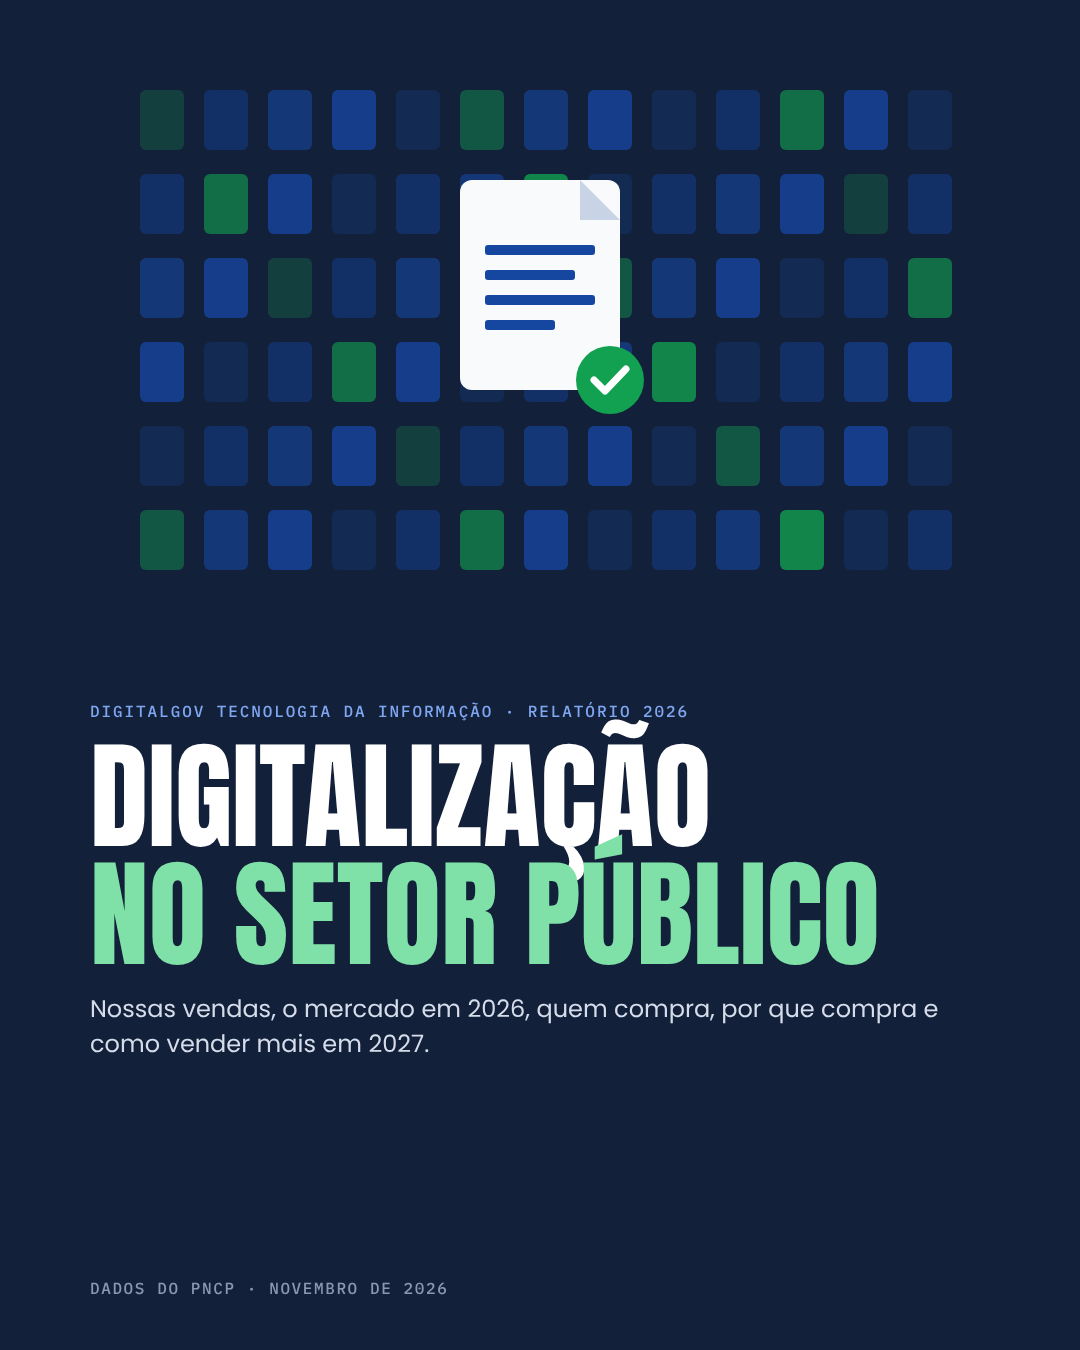 DIGITALGOV TECNOLOGIA DA INFORMAÇÃO · RELATÓRIO 2026
DIGITALIZAÇÃO
NO SETOR PÚBLICO
Nossas vendas, o mercado em 2026, quem compra, por que compra e
como vender mais em 2027.
DADOS DO PNCP · NOVEMBRO DE 2026